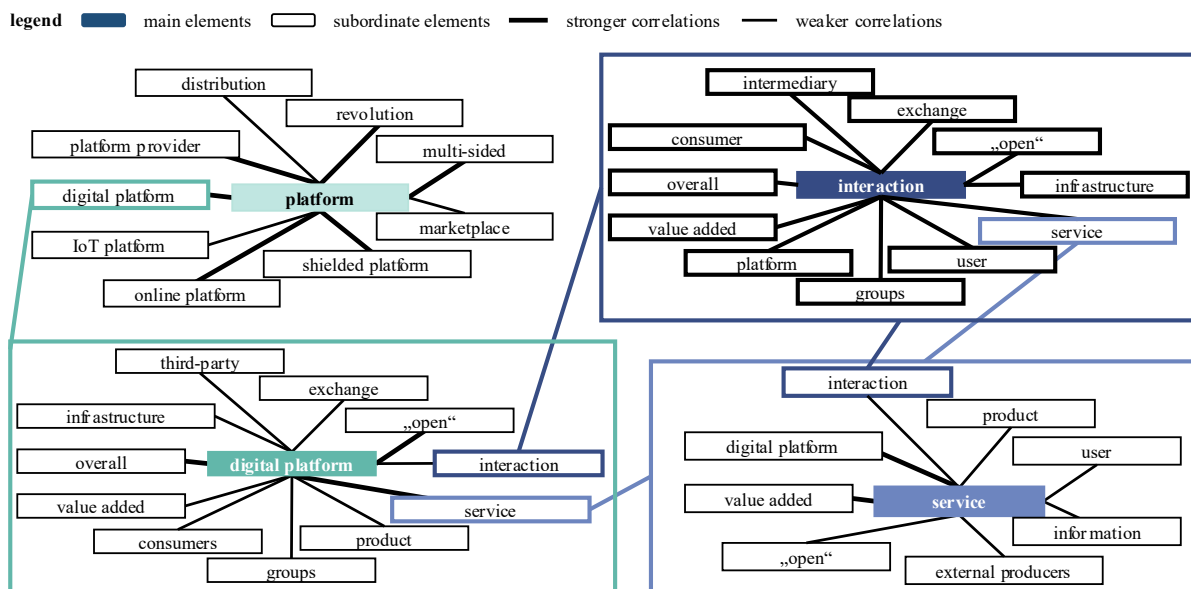 legend main elements subordinate elements stronger correlations weaker correlations
distribution
revolution
platform provider
multi-sided
digital platform
platform
marketplace
IoT platform
shielded platform
online platform
intermediary
exchange
consumer
„open“
overall
interaction
infrastructure
value added
service
platform
user
groups
third-party
exchange
infrastructure
„open“
overall
digital platform
interaction
value added
service
consumers
product
groups
interaction
product
digital platform
user
value added
service
information
„open“
external producers